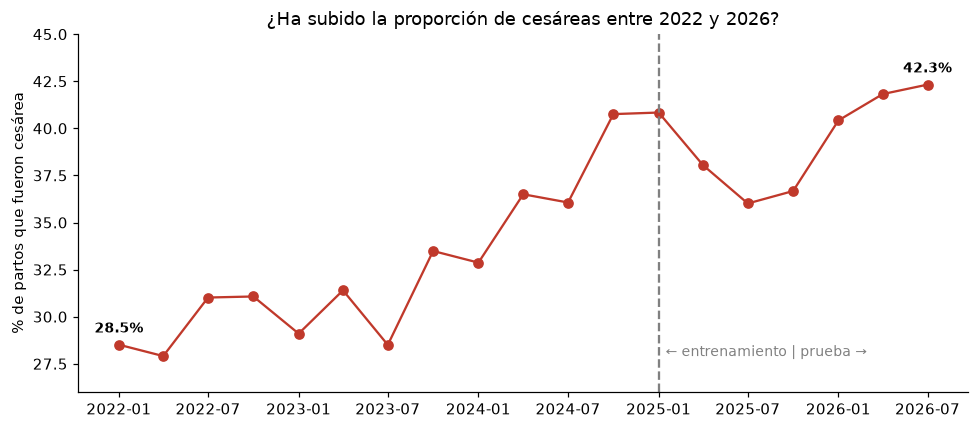 ¿Ha subido la proporción de cesáreas entre 2022 y 2026?
% de partos que fueron cesárea
45.0
42.5
40.0
37.5
35.0
32.5
30.0
27.5
28.5%
42.3%
← entrenamiento | prueba →
2022-01 2022-07 2023-01 2023-07 2024-01 2024-07 2025-01 2025-07 2026-01 2026-07